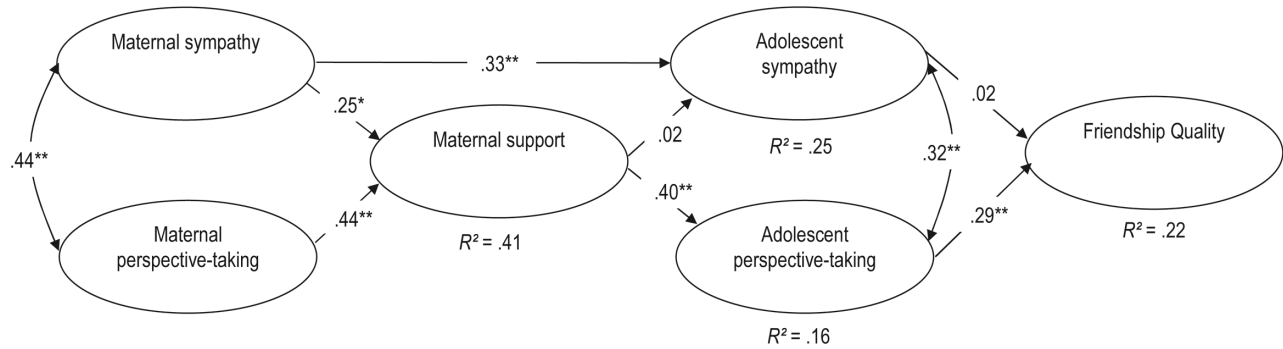 Maternal sympathy
Adolescent
sympathy
.33**
.25*
.02
.02
Maternal support
Friendship Quality
R² = .25
.44**
.32**
.40**
.44**
.29**
Maternal
perspective-taking
R² = .41
Adolescent
perspective-taking
R² = .22
R² = .16